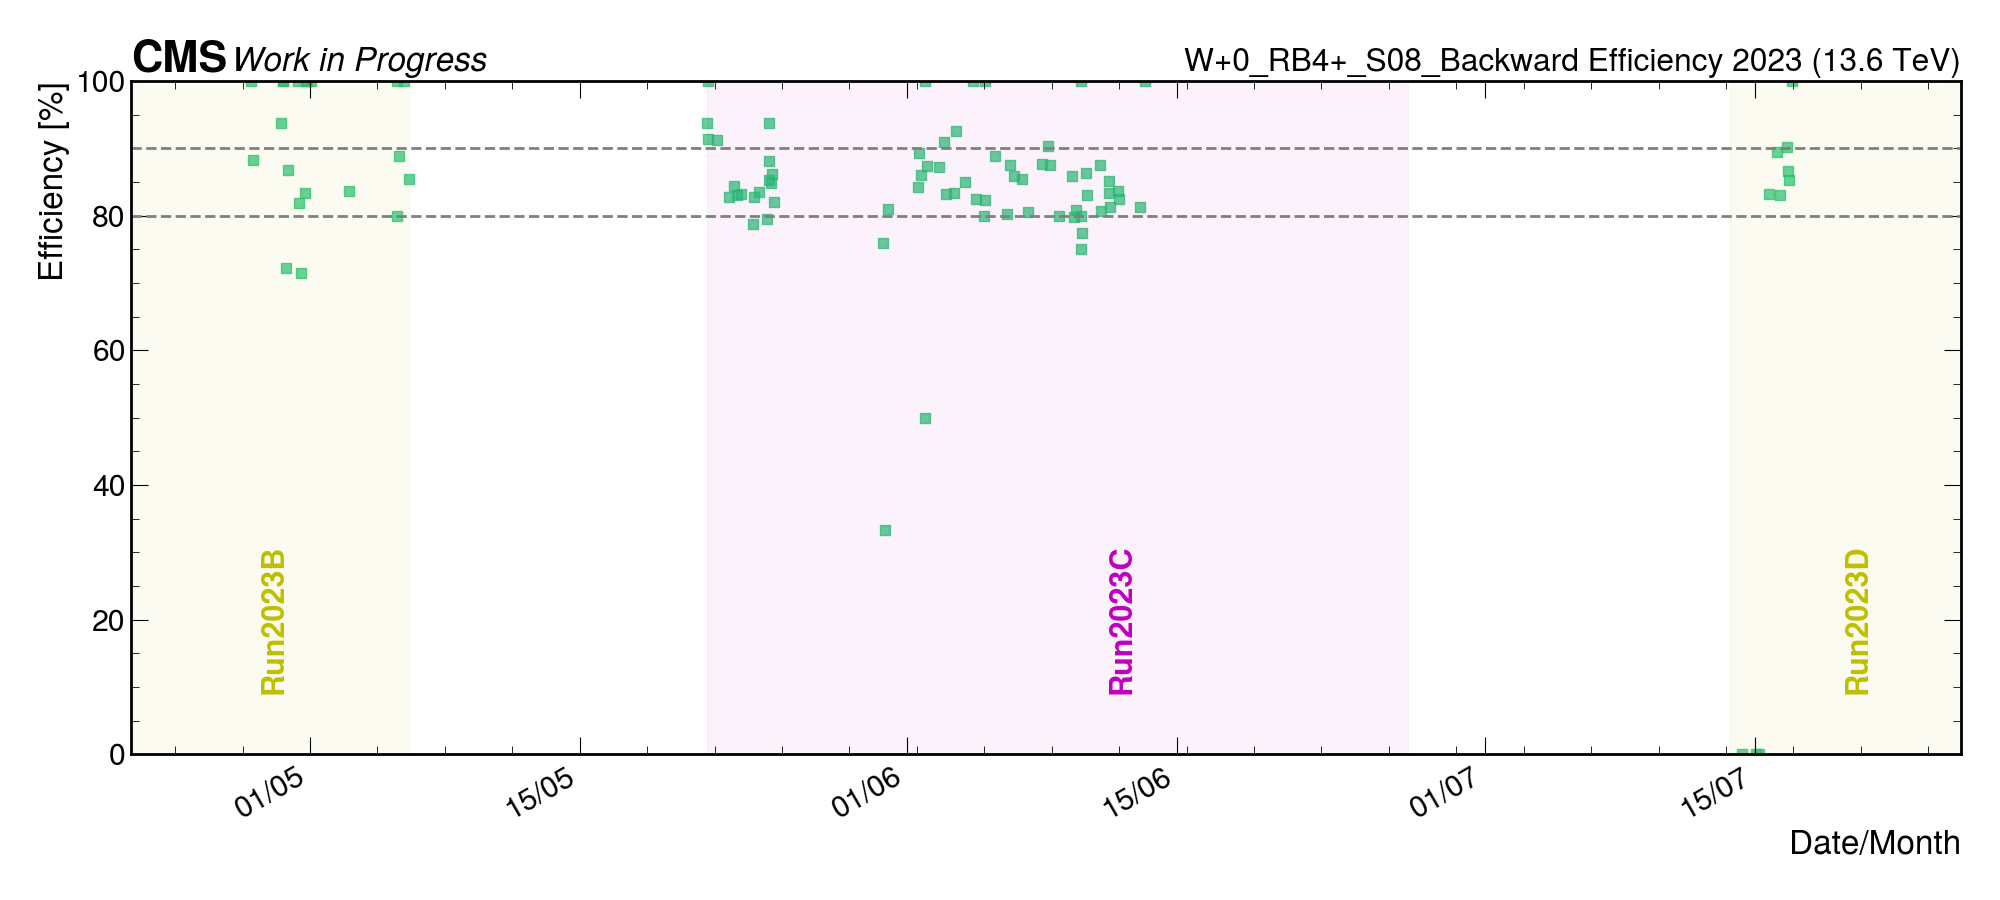 CMS Work in Progress
W+0_RB4+_S08_Backward Efficiency 2023 (13.6 TeV)
Efficiency [%]
100
80
60
40
20
0
Run2023B
Run2023C
Run2023D
01/05
15/05
01/06
15/06
01/07
15/07
Date/Month